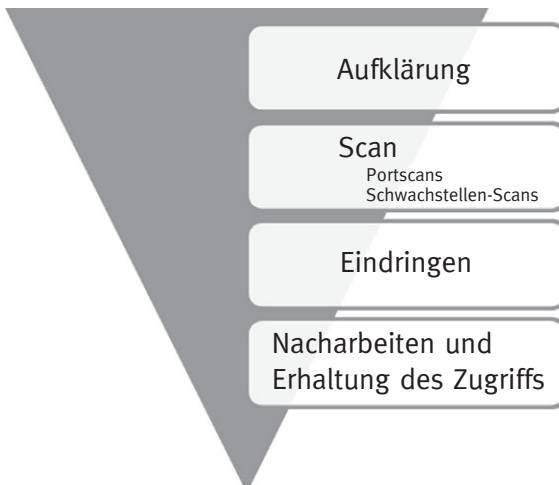 Aufklärung
Scan
Portscans
Schwachstellen-Scans
Eindringen
Nacharbeiten und
Erhaltung des Zugriffs